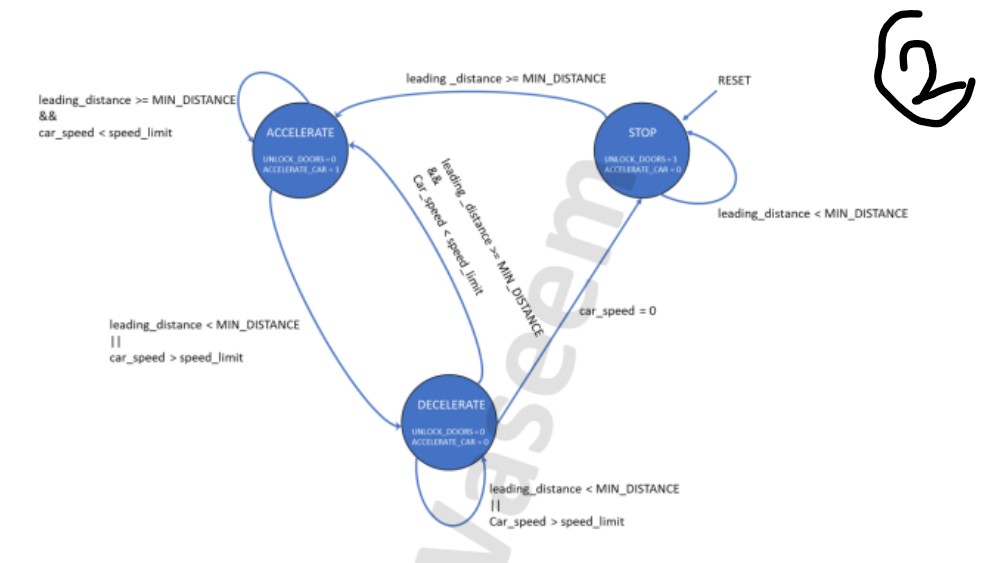 2
leading _distance >= MIN_DISTANCE
RESET
leading_distance >= MIN_DISTANCE
&&
car_speed < speed_limit
ACCELERATE
UNLOCK_DOORS = 0
ACCELERATE_CAR = 1
STOP
UNLOCK_DOORS = 1
ACCELERATE_CAR = 0
leading_distance < MIN_DISTANCE
leading _distance >= MIN_DISTANCE
&&
Car_speed < speed_limit
car_speed = 0
leading_distance < MIN_DISTANCE
||
car_speed > speed_limit
DECELERATE
UNLOCK_DOORS = 0
ACCELERATE_CAR = 0
leading_distance < MIN_DISTANCE
||
Car_speed > speed_limit
Vaseem